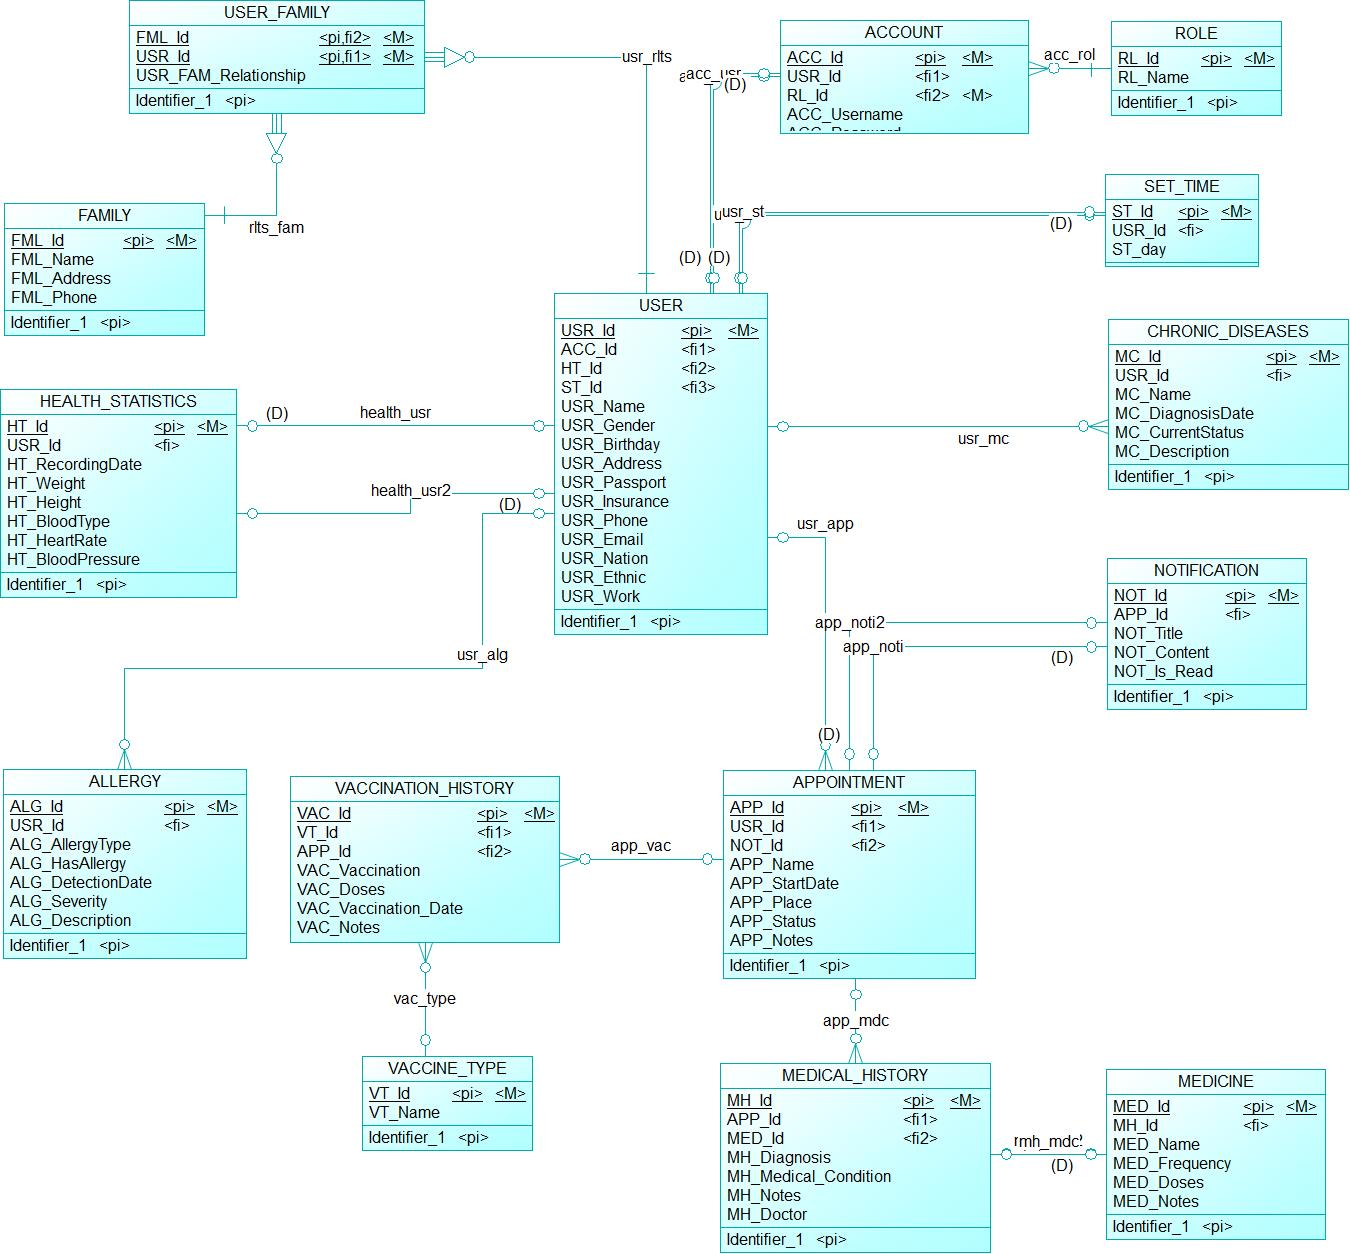 USER_FAMILY
FML_Id <pi,fi2> <M>
USR_Id <pi,fi1> <M>
USR_FAM_Relationship
Identifier_1 <pi>
usr_rlts
acc_usr
(D)
ACCOUNT
ACC_Id <pi> <M>
USR_Id <fi1>
RL_Id <fi2> <M>
ACC_Username
ACC_Password
acc_rol
ROLE
RL_Id <pi> <M>
RL_Name
Identifier_1 <pi>
FAMILY
FML_Id <pi> <M>
FML_Name
FML_Address
FML_Phone
Identifier_1 <pi>
rlts_fam
usr_st
(D)
(D) (D)
SET_TIME
ST_Id <pi> <M>
USR_Id <fi>
ST_day
USER
USR_Id <pi> <M>
ACC_Id <fi1>
HT_Id <fi2>
ST_Id <fi3>
USR_Name
USR_Gender
USR_Birthday
USR_Address
USR_Passport
USR_Insurance
USR_Phone
USR_Email
USR_Nation
USR_Ethnic
USR_Work
Identifier_1 <pi>
CHRONIC_DISEASES
MC_Id <pi> <M>
USR_Id <fi>
MC_Name
MC_DiagnosisDate
MC_CurrentStatus
MC_Description
Identifier_1 <pi>
usr_mc
HEALTH_STATISTICS
HT_Id <pi> <M>
USR_Id <fi>
HT_RecordingDate
HT_Weight
HT_Height
HT_BloodType
HT_HeartRate
HT_BloodPressure
Identifier_1 <pi>
(D)
health_usr
health_usr2
(D)
usr_app
NOTIFICATION
NOT_Id <pi> <M>
APP_Id <fi>
NOT_Title
NOT_Content
NOT_Is_Read
Identifier_1 <pi>
app_noti2
app_noti
(D)
usr_alg
(D)
ALLERGY
ALG_Id <pi> <M>
USR_Id <fi>
ALG_AllergyType
ALG_HasAllergy
ALG_DetectionDate
ALG_Severity
ALG_Description
Identifier_1 <pi>
VACCINATION_HISTORY
VAC_Id <pi> <M>
VT_Id <fi1>
APP_Id <fi2>
VAC_Vaccination
VAC_Doses
VAC_Vaccination_Date
VAC_Notes
app_vac
APPOINTMENT
APP_Id <pi> <M>
USR_Id <fi1>
NOT_Id <fi2>
APP_Name
APP_StartDate
APP_Place
APP_Status
APP_Notes
Identifier_1 <pi>
vac_type
app_mdc
VACCINE_TYPE
VT_Id <pi> <M>
VT_Name
Identifier_1 <pi>
MEDICAL_HISTORY
MH_Id <pi> <M>
APP_Id <fi1>
MED_Id <fi2>
MH_Diagnosis
MH_Medical_Condition
MH_Notes
MH_Doctor
Identifier_1 <pi>
mh_mdc
(D)
MEDICINE
MED_Id <pi> <M>
MH_Id <fi>
MED_Name
MED_Frequency
MED_Doses
MED_Notes
Identifier_1 <pi>